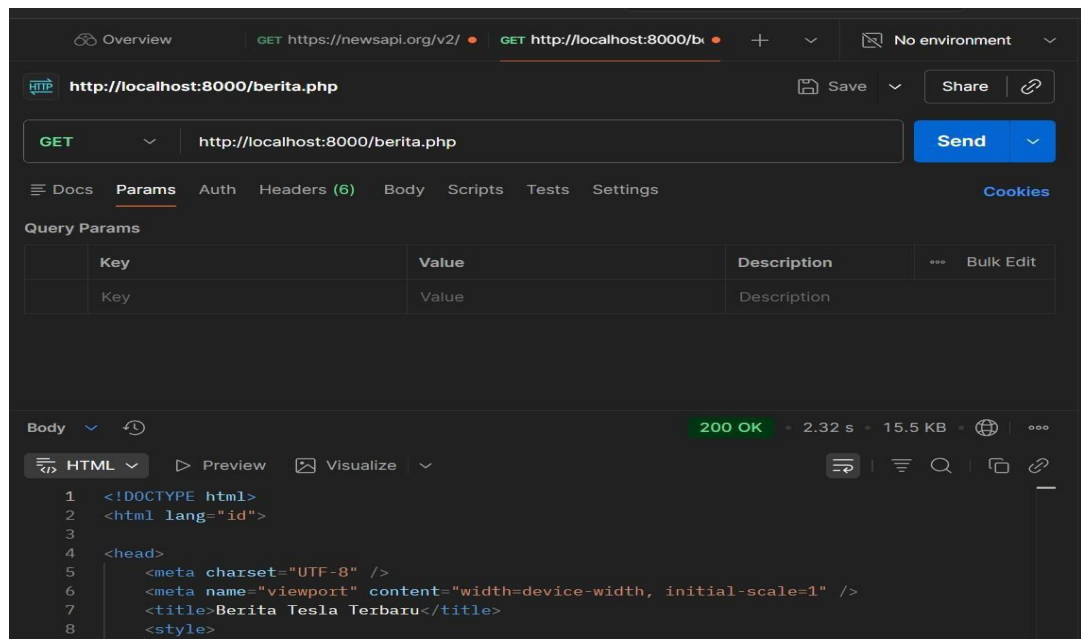 Overview GET https://newsapi.org/v2/ GET http://localhost:8000/b No environment
HTTP http://localhost:8000/berita.php Save Share
GET http://localhost:8000/berita.php Send
Docs Params Auth Headers (6) Body Scripts Tests Settings Cookies
Query Params
Key Value Description Bulk Edit
Key Value Description
Body 200 OK 2.32 s 15.5 KB
HTML Preview Visualize
1 <!DOCTYPE html>
2 <html lang="id">
3
4 <head>
5 <meta charset="UTF-8" />
6 <meta name="viewport" content="width=device-width, initial-scale=1" />
7 <title>Berita Tesla Terbaru</title>
8 <style>